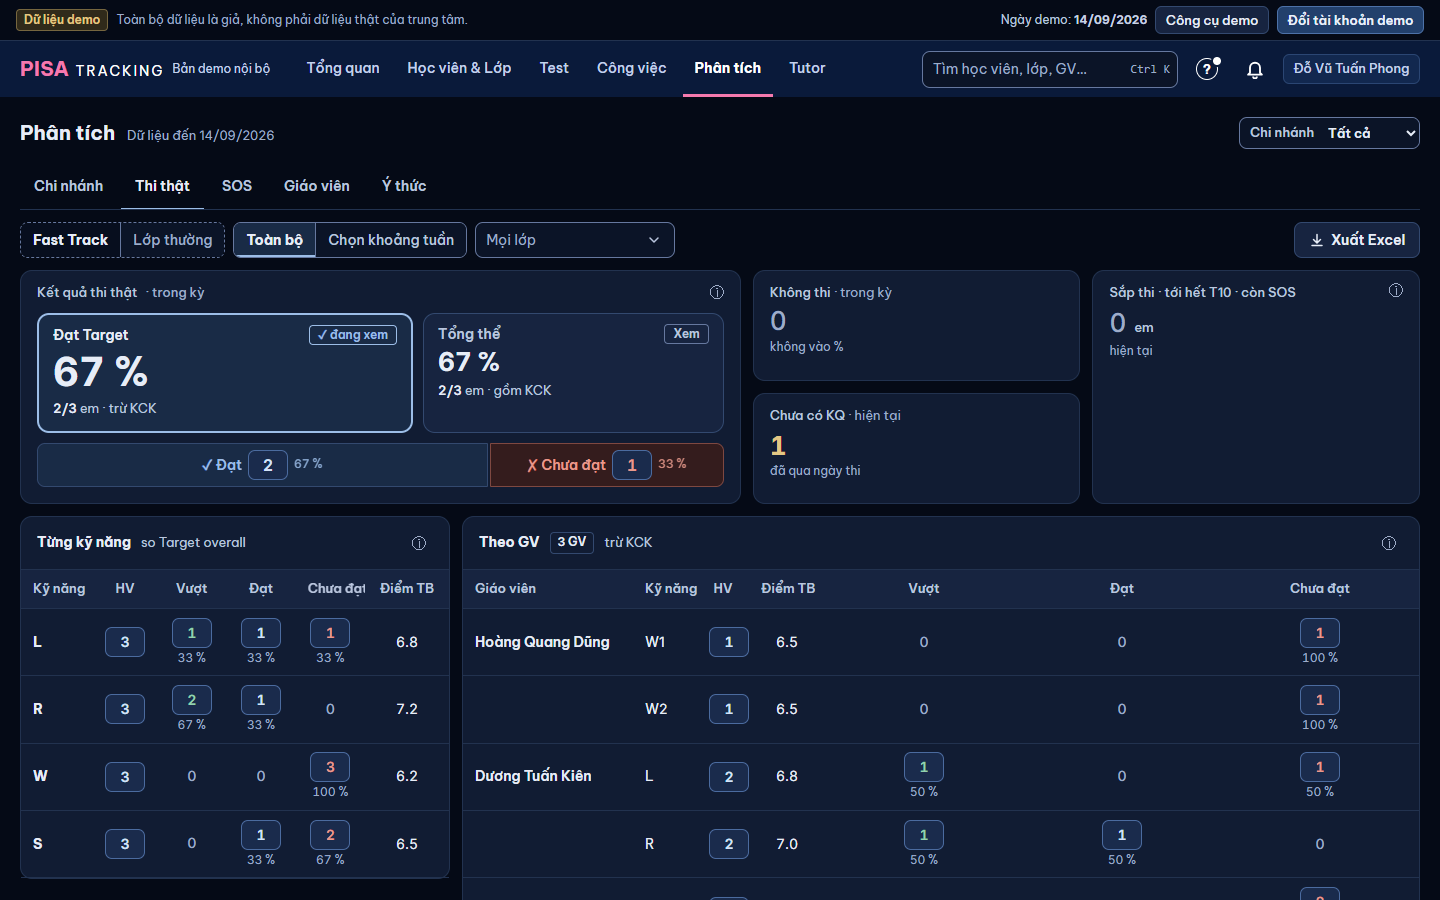 Dữ liệu demo Toàn bộ dữ liệu là giả, không phải dữ liệu thật của trung tâm. Ngày demo: 14/09/2026 Công cụ demo Đổi tài khoản demo
PISA TRACKING Bản demo nội bộ Tổng quan Học viên & Lớp Test Công việc Phân tích Tutor Tìm học viên, lớp, GV... Ctrl K ? Đỗ Vũ Tuấn Phong
Phân tích Dữ liệu đến 14/09/2026 Chi nhánh Tất cả
Chi nhánh Thi thật SOS Giáo viên Ý thức
Fast Track Lớp thường Toàn bộ Chọn khoảng tuần Mọi lớp Xuất Excel
Kết quả thi thật · trong kỳ
Đạt Target ✓ đang xem
67 %
2/3 em · trừ KCK
Tổng thể Xem
67 %
2/3 em · gồm KCK
✓ Đạt 2 67 % ✗ Chưa đạt 1 33 %
Không thi · trong kỳ
0
không vào %
Chưa có KQ · hiện tại
1
đã qua ngày thi
Sắp thi · tới hết T10 · còn SOS
0 em
hiện tại
Từng kỹ năng so Target overall
Kỹ năng HV Vượt Đạt Chưa đạt Điểm TB
L 3 1 1 1 6.8
33 % 33 % 33 %
R 3 2 1 0 7.2
67 % 33 %
W 3 0 0 3 6.2
100 %
S 3 0 1 2 6.5
33 % 67 %
Theo GV 3 GV trừ KCK
Giáo viên Kỹ năng HV Điểm TB Vượt Đạt Chưa đạt
Hoàng Quang Dũng W1 1 6.5 0 0 1
100 %
W2 1 6.5 0 0 1
100 %
Dương Tuấn Kiên L 2 6.8 1 0 1
50 % 50 %
R 2 7.0 1 1 0
50 % 50 %